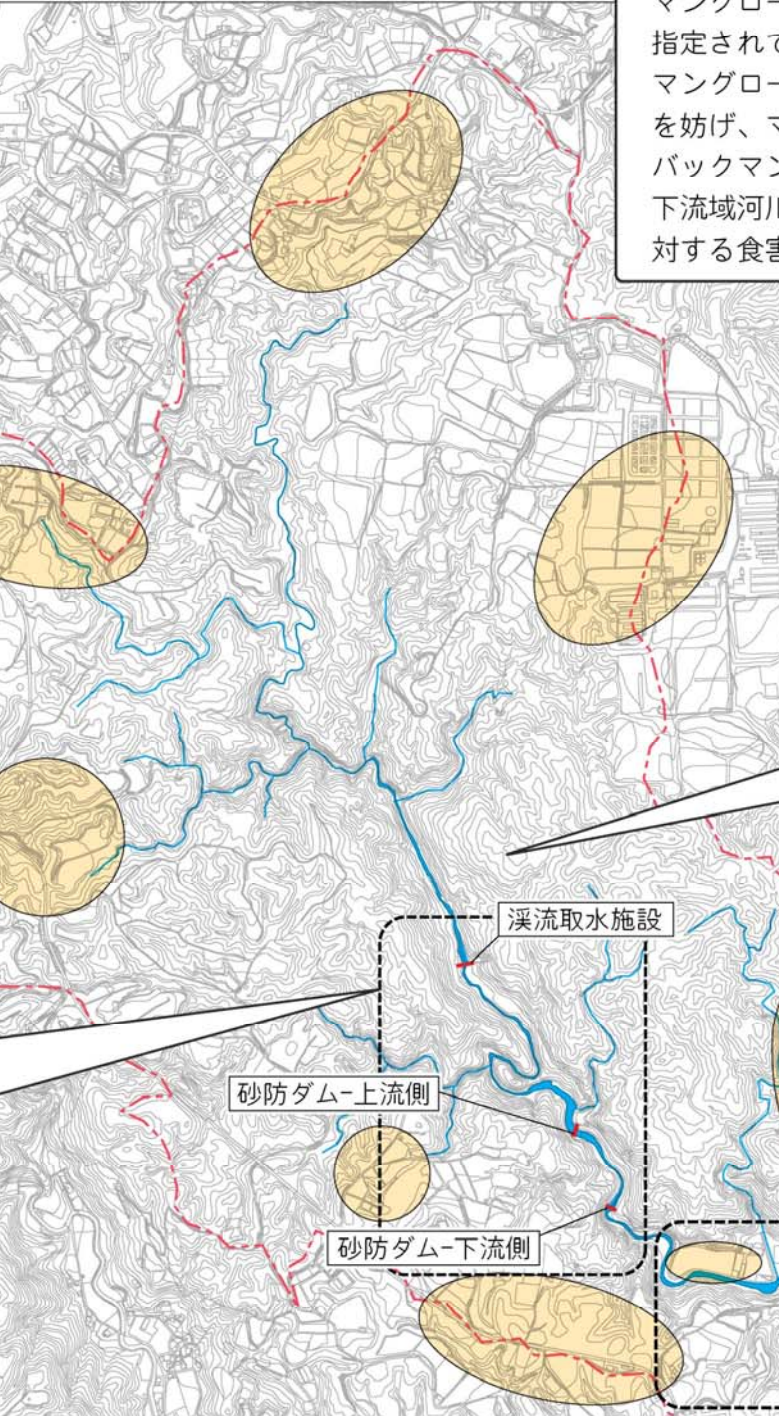 マングロー
指定されて
マングロー
を妨げ、マ
バックマン
下流域河川
対する食害
渓流取水施設
砂防ダム-上流側
砂防ダム-下流側